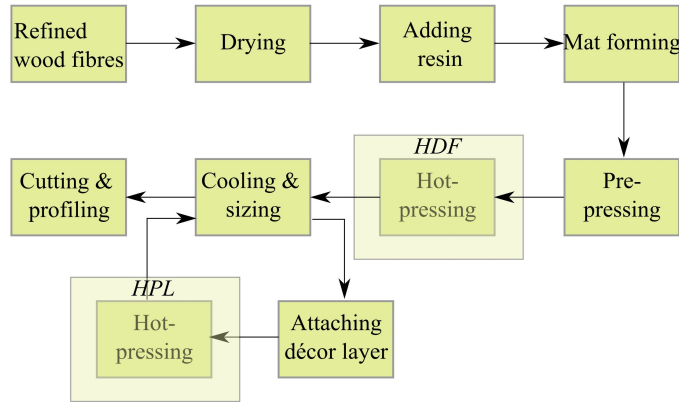 Refined
wood fibres
Drying
Adding
resin
Mat forming
HDF
Cutting &
profiling
Cooling &
sizing
Hot-
pressing
Pre-
pressing
HPL
Hot-
pressing
Attaching
décor layer